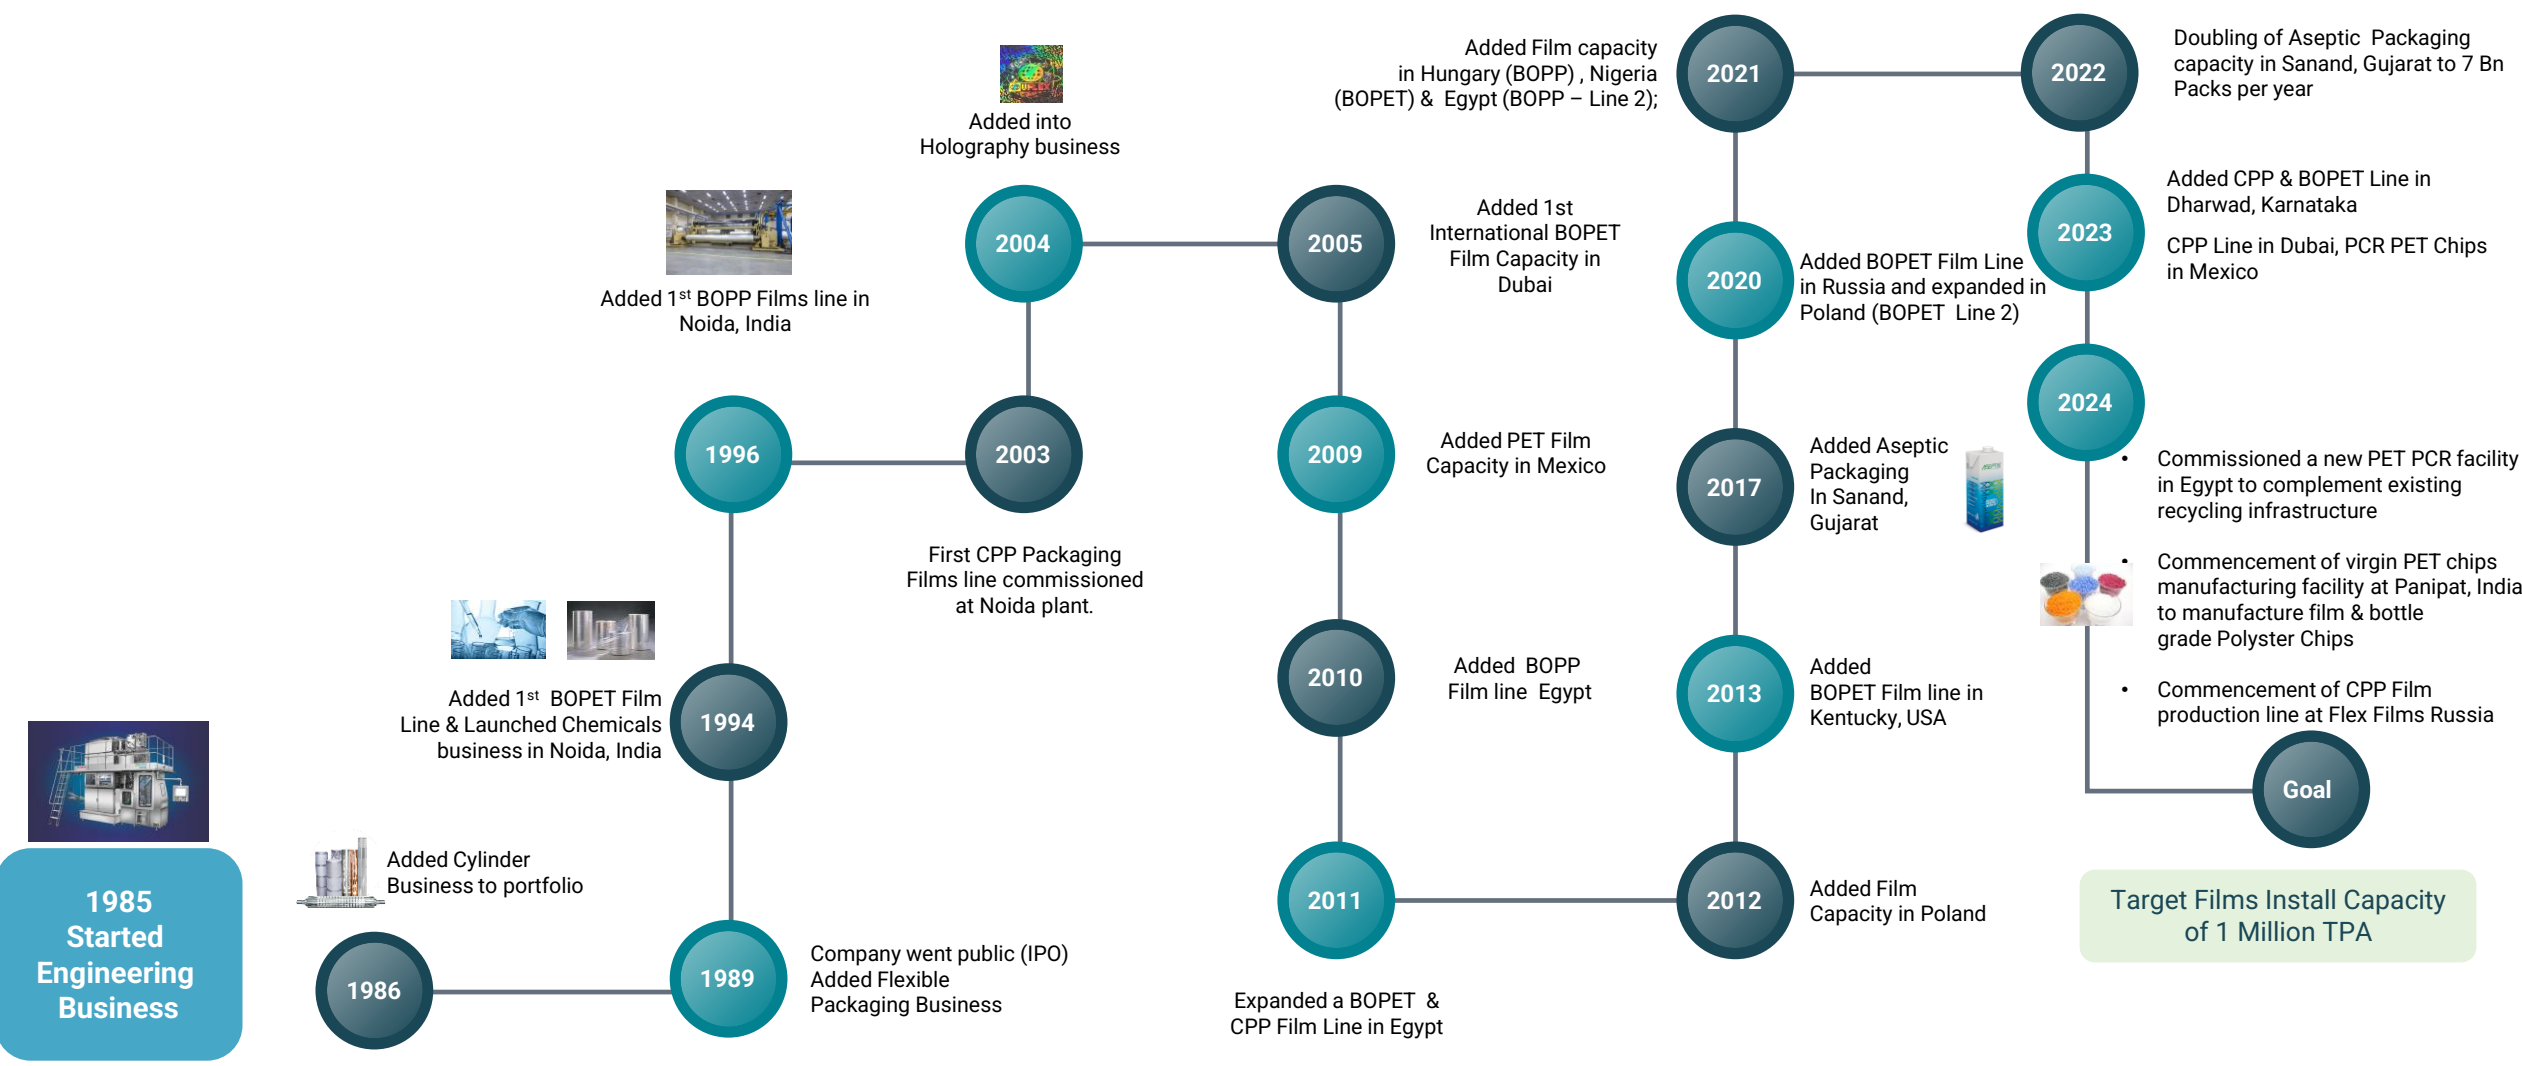 1985
Started
Engineering
Business
Added Cylinder
Business to portfolio
1986
1989
Company went public (IPO)
Added Flexible
Packaging Business
Added 1st  BOPET Film
Line & Launched Chemicals
business in Noida, India
1994
Added 1st BOPP Films line in
Noida, India
1996
2003
First CPP Packaging
Films line commissioned
at Noida plant.
UFLEX
Added into
Holography business
2004
2005
Added 1st
International BOPET
Film Capacity in
Dubai
2009
Added PET Film
Capacity in Mexico
2010
Added  BOPP
Film line  Egypt
2011
Expanded a BOPET  &
CPP Film Line in Egypt
2012
Added Film
Capacity in Poland
2013
Added
BOPET Film line in
Kentucky, USA
2017
Added Aseptic
Packaging
In Sanand,
Gujarat
ASEPTO
2020
Added BOPET Film Line
in Russia and expanded in
Poland (BOPET  Line 2)
Added Film capacity
in Hungary (BOPP) , Nigeria
(BOPET) &  Egypt (BOPP – Line 2);
2021
2022
Doubling of Aseptic  Packaging
capacity in Sanand, Gujarat to 7 Bn
Packs per year
2023
Added CPP & BOPET Line in
Dharwad, Karnataka
CPP Line in Dubai, PCR PET Chips
in Mexico
2024
• Commissioned a new PET PCR facility
in Egypt to complement existing
recycling infrastructure
• Commencement of virgin PET chips
manufacturing facility at Panipat, India
to manufacture film & bottle
grade Polyster Chips
• Commencement of CPP Film
production line at Flex Films Russia
Goal
Target Films Install Capacity
of 1 Million TPA